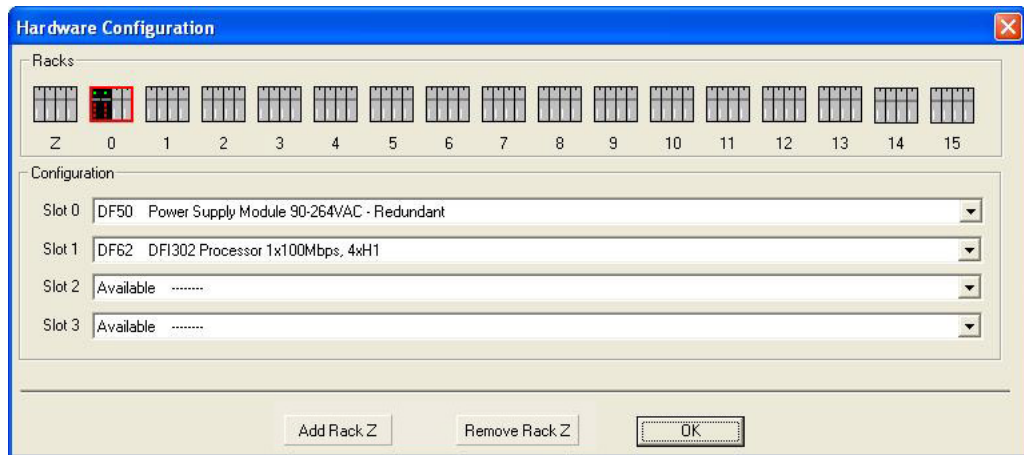 Hardware Configuration
Racks
Z 0 1 2 3 4 5 6 7 8 9 10 11 12 13 14 15
Configuration
Slot 0 DF50 Power Supply Module 90-264VAC - Redundant
Slot 1 DF62 DFI302 Processor 1x100Mbps, 4xH1
Slot 2 Available --------
Slot 3 Available --------
Add Rack Z Remove Rack Z OK